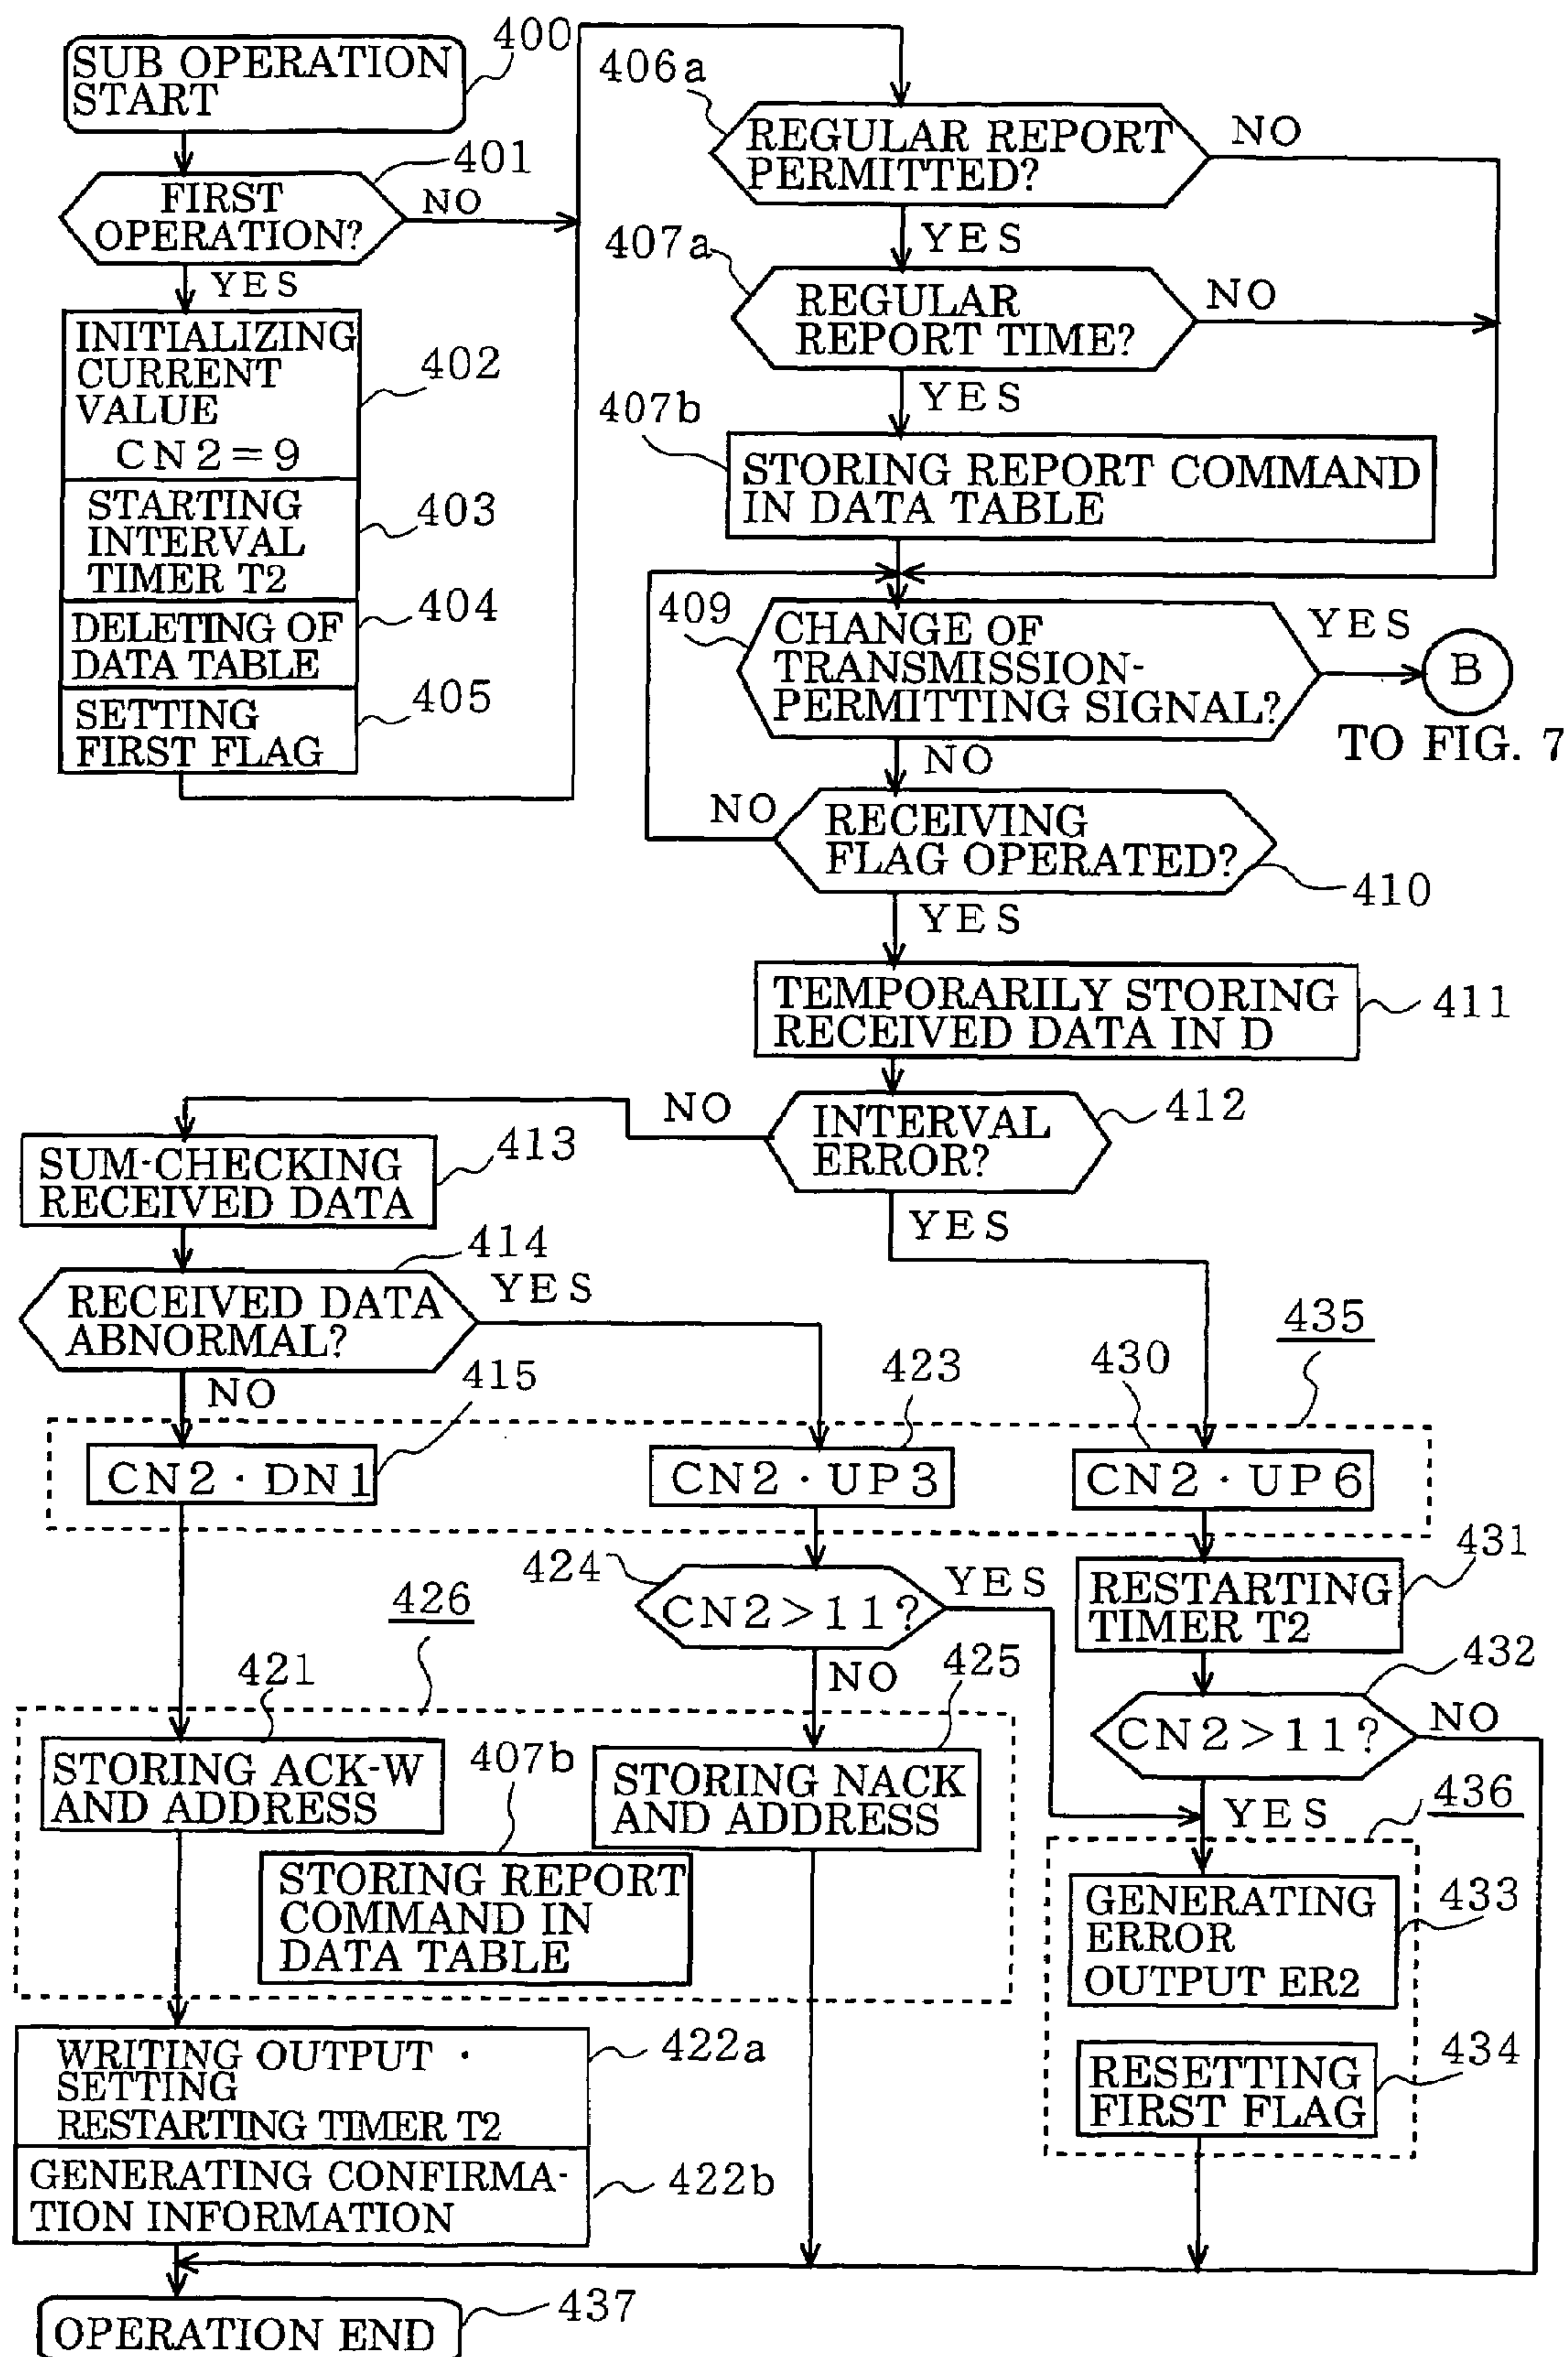 400
SUB OPERATION
START
401
FIRST
OPERATION?
NO
YES
INITIALIZING
CURRENT
VALUE
CN2=9
402
STARTING
INTERVAL
TIMER T2
403
DELETING OF
DATA TABLE
404
SETTING
FIRST FLAG
405
406a
REGULAR REPORT
PERMITTED?
NO
YES
407a
REGULAR
REPORT TIME?
NO
YES
407b
STORING REPORT COMMAND
IN DATA TABLE
409
CHANGE OF
TRANSMISSION-
PERMITTING SIGNAL?
YES
B
TO FIG. 7
NO
NO
RECEIVING
FLAG OPERATED?
410
YES
TEMPORARILY STORING
RECEIVED DATA IN D
411
INTERVAL
ERROR?
412
NO
YES
SUM-CHECKING
RECEIVED DATA
413
414
RECEIVED DATA
ABNORMAL?
YES
NO
415
423
430
435
CN2・DN1
CN2・UP3
CN2・UP6
424
CN2>11?
YES
NO
431
RESTARTING
TIMER T2
432
CN2>11?
NO
YES
426
421
STORING ACK-W
AND ADDRESS
407b
STORING REPORT
COMMAND IN
DATA TABLE
425
STORING NACK
AND ADDRESS
436
GENERATING
ERROR
OUTPUT ER2
433
RESETTING
FIRST FLAG
434
WRITING OUTPUT ・
SETTING
RESTARTING TIMER T2
422a
GENERATING CONFIRMA-
TION INFORMATION
422b
OPERATION END
437